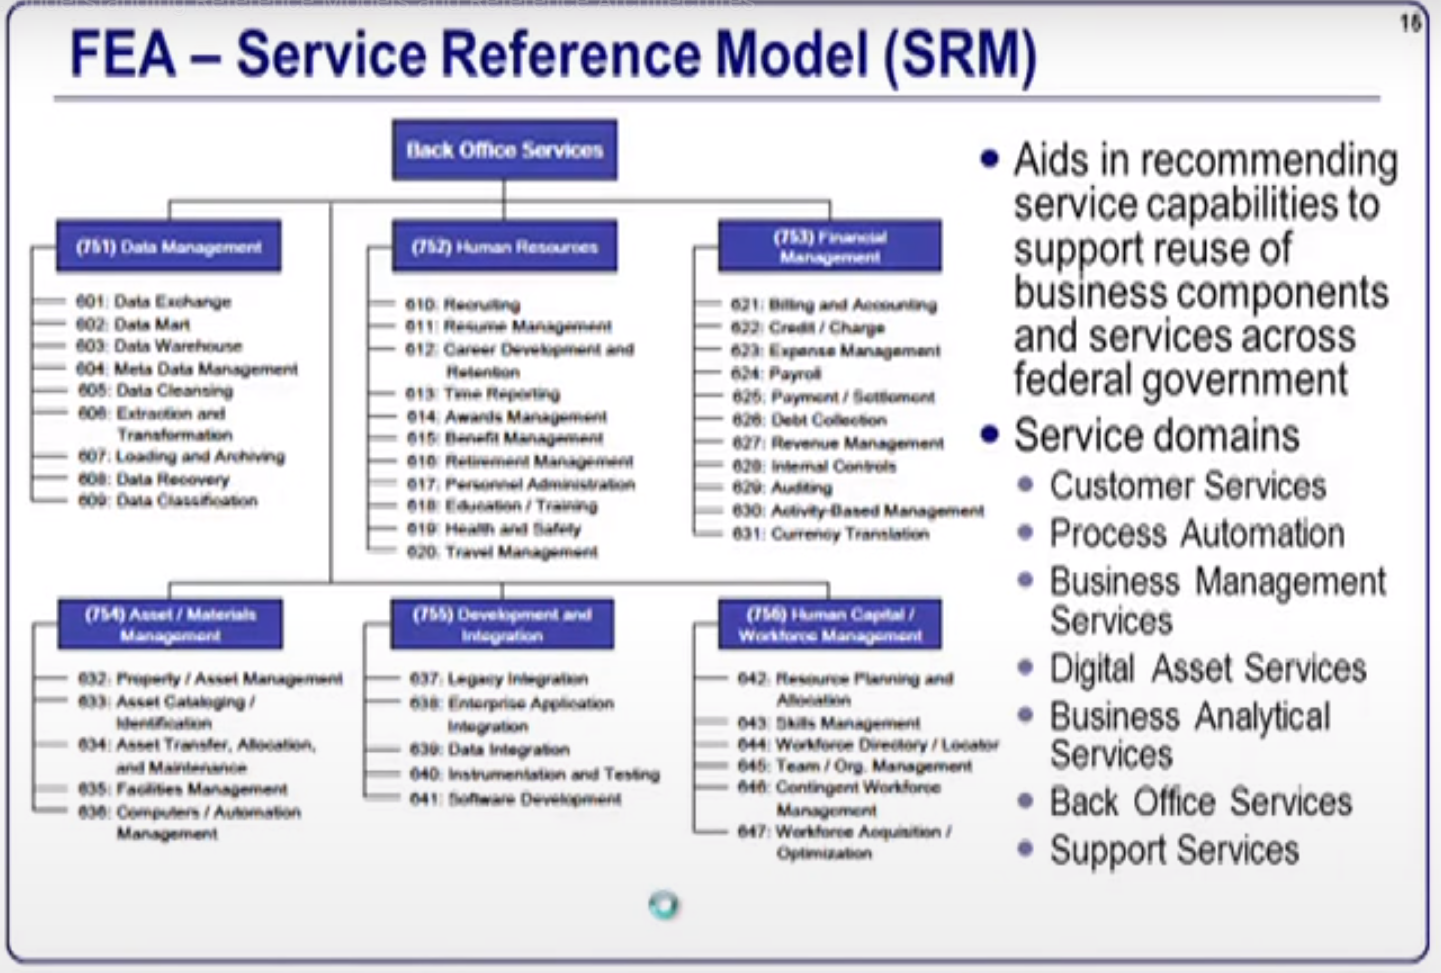 Understanding Reference Models and Reference Architectures
16
FEA – Service Reference Model (SRM)
Back Office Services
(751) Data Management
601: Data Exchange
602: Data Mart
603: Data Warehouse
604: Meta Data Management
605: Data Cleansing
606: Extraction and
Transformation
607: Loading and Archiving
608: Data Recovery
609: Data Classification
(752) Human Resources
610: Recruiting
611: Resume Management
612: Career Development and
Retention
613: Time Reporting
614: Awards Management
615: Benefit Management
616: Retirement Management
617: Personnel Administration
618: Education / Training
619: Health and Safety
620: Travel Management
(753) Financial
Management
621: Billing and Accounting
622: Credit / Charge
623: Expense Management
624: Payroll
625: Payment / Settlement
626: Debt Collection
627: Revenue Management
628: Internal Controls
629: Auditing
630: Activity-Based Management
631: Currency Translation
(754) Asset / Materials
Management
632: Property / Asset Management
633: Asset Cataloging /
Identification
634: Asset Transfer, Allocation,
and Maintenance
635: Facilities Management
636: Computers / Automation
Management
(755) Development and
Integration
637: Legacy Integration
638: Enterprise Application
Integration
639: Data Integration
640: Instrumentation and Testing
641: Software Development
(756) Human Capital /
Workforce Management
642: Resource Planning and
Allocation
643: Skills Management
644: Workforce Directory / Locator
645: Team / Org. Management
646: Contingent Workforce
Management
647: Workforce Acquisition /
Optimization
• Aids in recommending
service capabilities to
support reuse of
business components
and services across
federal government
• Service domains
• Customer Services
• Process Automation
• Business Management
Services
• Digital Asset Services
• Business Analytical
Services
• Back Office Services
• Support Services